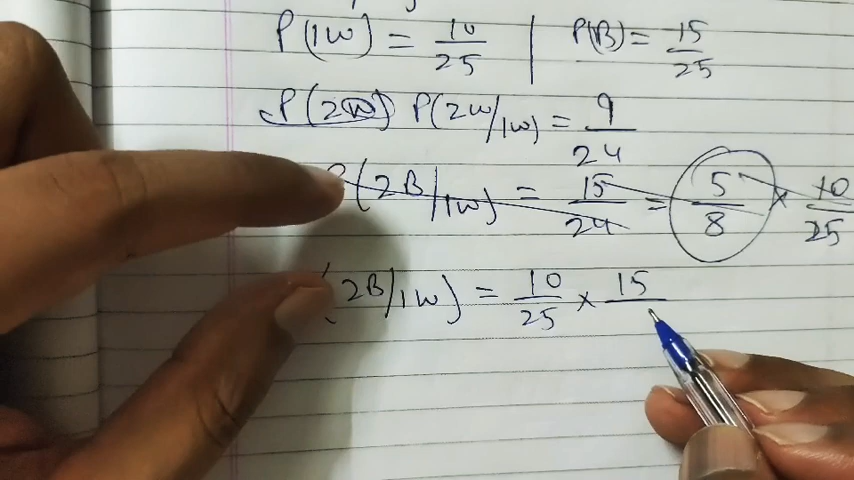 P(1W) = 10/25 | P(B) = 15/25
P(2W) P(2W/1W) = 9/24
P(2B/1W) = 15/24 = 5/8 × 10/25
(2B/1W) = 10/25 × 15/